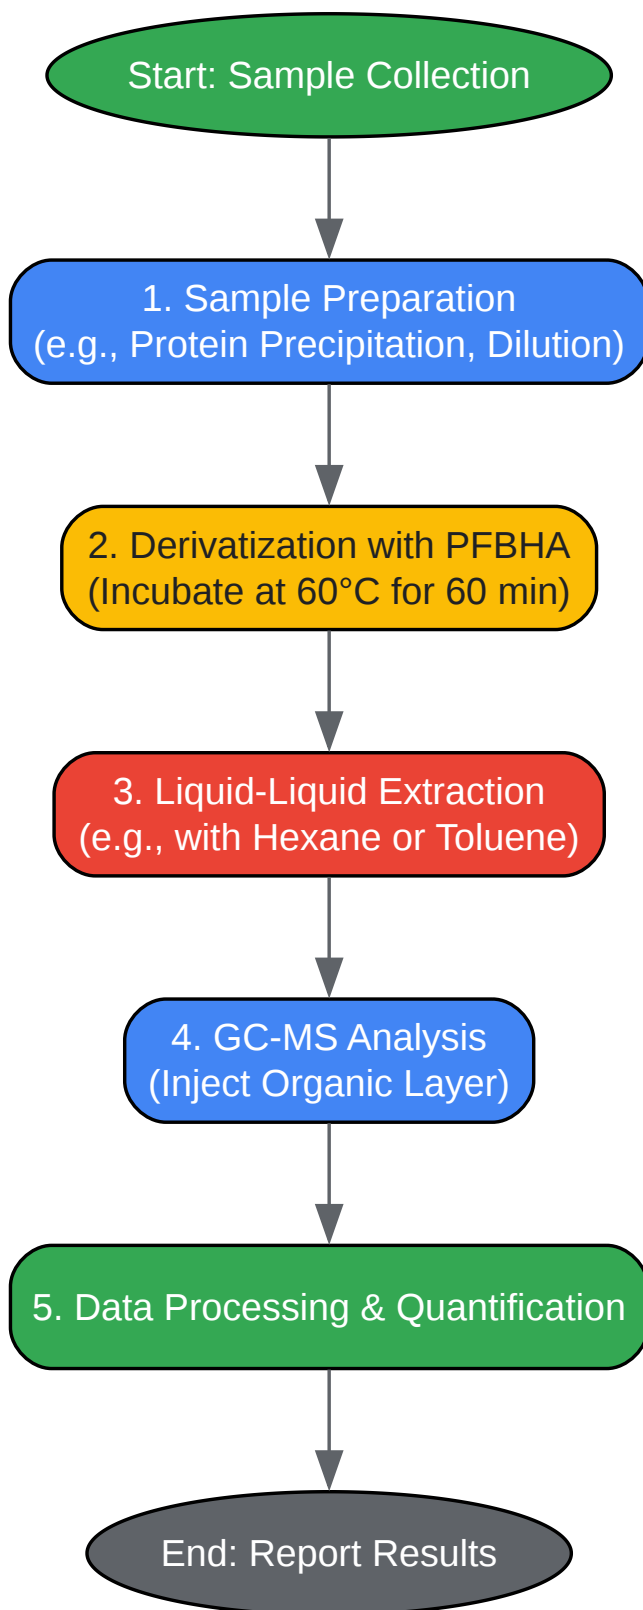 Start: Sample Collection
1. Sample Preparation
(e.g., Protein Precipitation, Dilution)
2. Derivatization with PFBHA
(Incubate at 60°C for 60 min)
3. Liquid-Liquid Extraction
(e.g., with Hexane or Toluene)
4. GC-MS Analysis
(Inject Organic Layer)
5. Data Processing & Quantification
End: Report Results